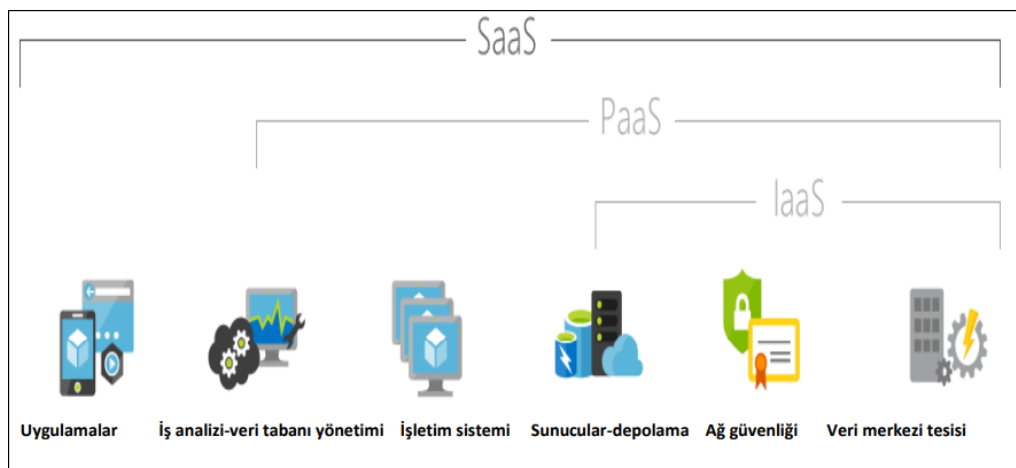 SaaS
PaaS
IaaS
Uygulamalar İş analizi-veri tabanı yönetimi İşletim sistemi Sunucular-depolama Ağ güvenliği Veri merkezi tesisi